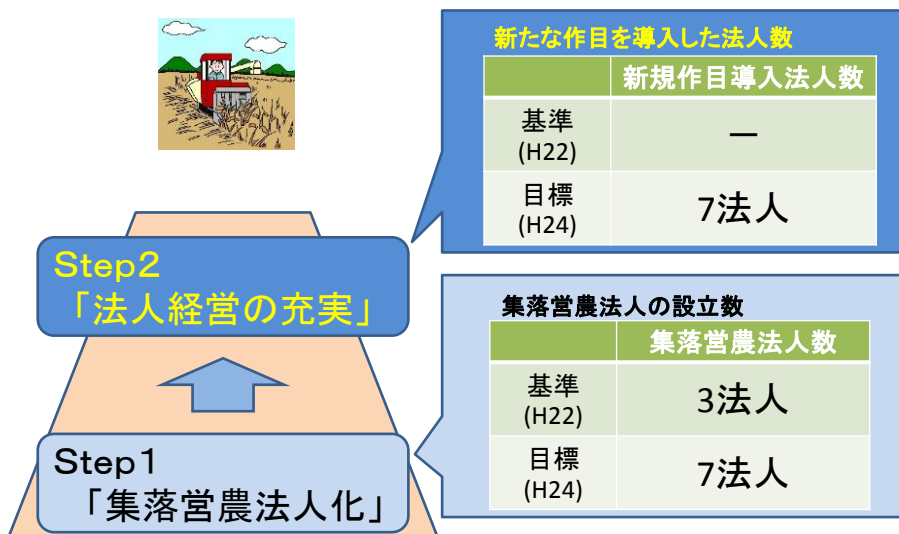 新たな作目を導入した法人数
新規作目導入法人数
基準
(H22)
―
目標
(H24)
7法人
Step2
「法人経営の充実」
集落営農法人の設立数
集落営農法人数
基準
(H22)
3法人
目標
(H24)
7法人
Step1
「集落営農法人化」